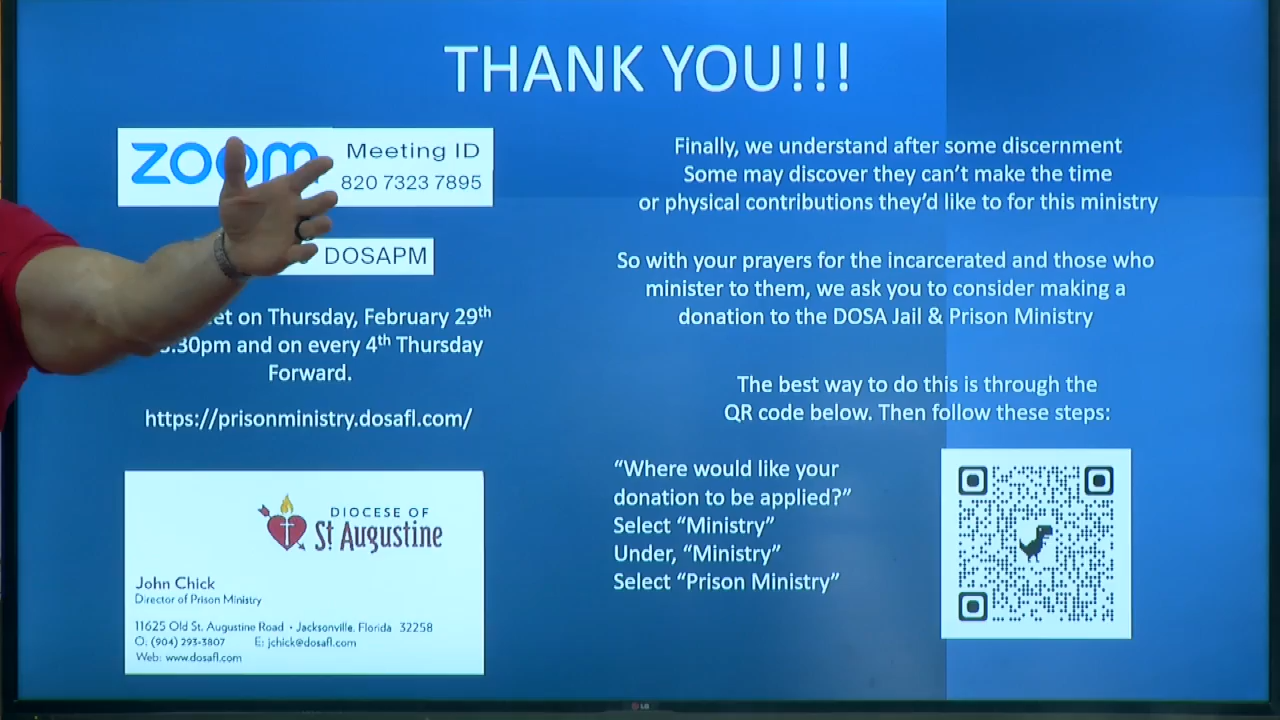 THANK YOU!!!
zoom
Meeting ID
820 7323 7895
DOSAPM
on Thursday, February 29th
and on every 4th Thursday
Forward.
https://prisonministry.dosafl.com/
DIOCESE OF
St Augustine
John Chick
Director of Prison Ministry
11625 Old St. Augustine Road • Jacksonville, Florida 32258
O. (904) 293-3807 E: jchick@dosafl.com
Web: www.dosafl.com
Finally, we understand after some discernment
Some may discover they can't make the time
or physical contributions they'd like to for this ministry
So with your prayers for the incarcerated and those who
minister to them, we ask you to consider making a
donation to the DOSA Jail & Prison Ministry
The best way to do this is through the
QR code below. Then follow these steps:
“Where would like your
donation to be applied?”
Select “Ministry”
Under, “Ministry”
Select “Prison Ministry”
LG